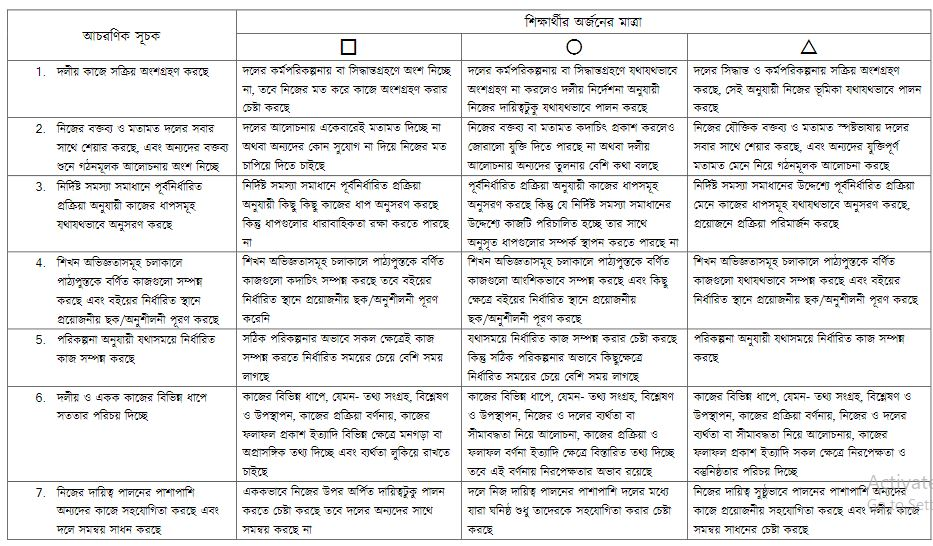 আচরণিক সূচক
শিক্ষার্থীর অর্জনের মাত্রা
□
○
△
1. দলীয় কাজে সক্রিয় অংশগ্রহণ করছে
দলের কর্মপরিকল্পনায় বা সিদ্ধান্তগ্রহণে অংশ নিচ্ছে
না, তবে নিজের মত করে কাজে অংশগ্রহণ করার
চেষ্টা করছে
দলের কর্মপরিকল্পনায় বা সিদ্ধান্তগ্রহণে যথাযথভাবে
অংশগ্রহণ না করলেও দলীয় নির্দেশনা অনুযায়ী
নিজের দায়িত্বটুকু যথাযথভাবে পালন করছে
দলের সিদ্ধান্ত ও কর্মপরিকল্পনায় সক্রিয় অংশগ্রহণ
করছে, সেই অনুযায়ী নিজের ভূমিকা যথাযথভাবে পালন
করছে
2. নিজের বক্তব্য ও মতামত দলের সবার
সাথে শেয়ার করছে, এবং অন্যদের বক্তব্য
শুনে গঠনমূলক আলোচনায় অংশ নিচ্ছে
দলের আলোচনায় একেবারেই মতামত দিচ্ছে না
অথবা অন্যদের কোন সুযোগ না দিয়ে নিজের মত
চাপিয়ে দিতে চাইছে
নিজের বক্তব্য বা মতামত কদাচিৎ প্রকাশ করলেও
জোরালো যুক্তি দিতে পারছে না অথবা দলীয়
আলোচনায় অন্যদের তুলনায় বেশি কথা বলছে
নিজের যৌক্তিক বক্তব্য ও মতামত স্পষ্টভাষায় দলের
সবার সাথে শেয়ার করছে, এবং অন্যদের যুক্তিপূর্ণ
মতামত মেনে নিয়ে গঠনমূলক আলোচনা করছে
3. নির্দিষ্ট সমস্যা সমাধানে পূর্বনির্ধারিত
প্রক্রিয়া অনুযায়ী কাজের ধাপসমূহ
যথাযথভাবে অনুসরণ করছে
নির্দিষ্ট সমস্যা সমাধানে পূর্বনির্ধারিত প্রক্রিয়া
অনুযায়ী কিছু কিছু কাজের ধাপ অনুসরণ করছে
কিন্তু ধাপগুলোর ধারাবাহিকতা রক্ষা করতে পারছে
না
পূর্বনির্ধারিত প্রক্রিয়া অনুযায়ী কাজের ধাপসমূহ
অনুসরণ করছে কিন্তু যে নির্দিষ্ট সমস্যা সমাধানের
উদ্দেশ্যে কাজটি পরিচালিত হচ্ছে তার সাথে
অনুসৃত ধাপগুলোর সম্পর্ক স্থাপন করতে পারছে না
নির্দিষ্ট সমস্যা সমাধানের উদ্দেশ্যে পূর্বনির্ধারিত প্রক্রিয়া
মেনে কাজের ধাপসমূহ যথাযথভাবে অনুসরণ করছে,
প্রয়োজনে প্রক্রিয়া পরিমার্জন করছে
4. শিখন অভিজ্ঞতাসমূহ চলাকালে
পাঠ্যপুস্তকে বর্ণিত কাজগুলো সম্পন্ন
করছে এবং বইয়ের নির্ধারিত স্থানে
প্রয়োজনীয় ছক/অনুশীলনী পূরণ করছে
শিখন অভিজ্ঞতাসমূহ চলাকালে পাঠ্যপুস্তকে বর্ণিত
কাজগুলো কদাচিৎ সম্পন্ন করছে তবে বইয়ের
নির্ধারিত স্থানে প্রয়োজনীয় ছক/অনুশীলনী পূরণ
করেনি
শিখন অভিজ্ঞতাসমূহ চলাকালে পাঠ্যপুস্তকে বর্ণিত
কাজগুলো আংশিকভাবে সম্পন্ন করছে এবং কিছু
ক্ষেত্রে বইয়ের নির্ধারিত স্থানে প্রয়োজনীয়
ছক/অনুশীলনী পূরণ করছে
শিখন অভিজ্ঞতাসমূহ চলাকালে পাঠ্যপুস্তকে বর্ণিত
কাজগুলো যথাযথভাবে সম্পন্ন করছে এবং বইয়ের
নির্ধারিত স্থানে প্রয়োজনীয় ছক/অনুশীলনী পূরণ করছে
5. পরিকল্পনা অনুযায়ী যথাসময়ে নির্ধারিত
কাজ সম্পন্ন করছে
সঠিক পরিকল্পনার অভাবে সকল ক্ষেত্রেই কাজ
সম্পন্ন করতে নির্ধারিত সময়ের চেয়ে বেশি সময়
লাগছে
যথাসময়ে নির্ধারিত কাজ সম্পন্ন করার চেষ্টা করছে
কিন্তু সঠিক পরিকল্পনার অভাবে কিছুক্ষেত্রে
নির্ধারিত সময়ের চেয়ে বেশি সময় লাগছে
পরিকল্পনা অনুযায়ী যথাসময়ে নির্ধারিত কাজ সম্পন্ন
করছে
6. দলীয় ও একক কাজের বিভিন্ন ধাপে
সততার পরিচয় দিচ্ছে
কাজের বিভিন্ন ধাপে, যেমন- তথ্য সংগ্রহ, বিশ্লেষণ
ও উপস্থাপন, কাজের প্রক্রিয়া বর্ণনায়, কাজের
ফলাফল প্রকাশ ইত্যাদি বিভিন্ন ক্ষেত্রে মনগড়া বা
অপ্রাসঙ্গিক তথ্য দিচ্ছে এবং ব্যর্থতা লুকিয়ে রাখতে
চাইছে
কাজের বিভিন্ন ধাপে, যেমন- তথ্য সংগ্রহ, বিশ্লেষণ
ও উপস্থাপন, নিজের ও দলের ব্যর্থতা বা
সীমাবদ্ধতা নিয়ে আলোচনা, কাজের প্রক্রিয়া ও
ফলাফল বর্ণনা ইত্যাদি ক্ষেত্রে বিস্তারিত তথ্য দিচ্ছে
তবে এই বর্ণনায় নিরপেক্ষতার অভাব রয়েছে
কাজের বিভিন্ন ধাপে, যেমন- তথ্য সংগ্রহ, বিশ্লেষণ ও
উপস্থাপন, কাজের প্রক্রিয়া বর্ণনায়, নিজের ও দলের
ব্যর্থতা বা সীমাবদ্ধতা নিয়ে আলোচনায়, কাজের
ফলাফল প্রকাশ ইত্যাদি সকল ক্ষেত্রে নিরপেক্ষতা ও
বস্তুনিষ্ঠতার পরিচয় দিচ্ছে
7. নিজের দায়িত্ব পালনের পাশাপাশি
অন্যদের কাজে সহযোগিতা করছে এবং
দলে সমন্বয় সাধন করছে
এককভাবে নিজের উপর অর্পিত দায়িত্বটুকু পালন
করতে চেষ্টা করছে তবে দলের অন্যদের সাথে
সমন্বয় করছে না
দলে নিজ দায়িত্ব পালনের পাশাপাশি দলের মধ্যে
যারা ঘনিষ্ঠ শুধু তাদেরকে সহযোগিতা করার চেষ্টা
করছে
নিজের দায়িত্ব সুষ্ঠুভাবে পালনের পাশাপাশি অন্যদের
কাজে প্রয়োজনীয় সহযোগিতা করছে এবং দলীয় কাজে
সমন্বয় সাধনের চেষ্টা করছে
Activate
Go to Sett